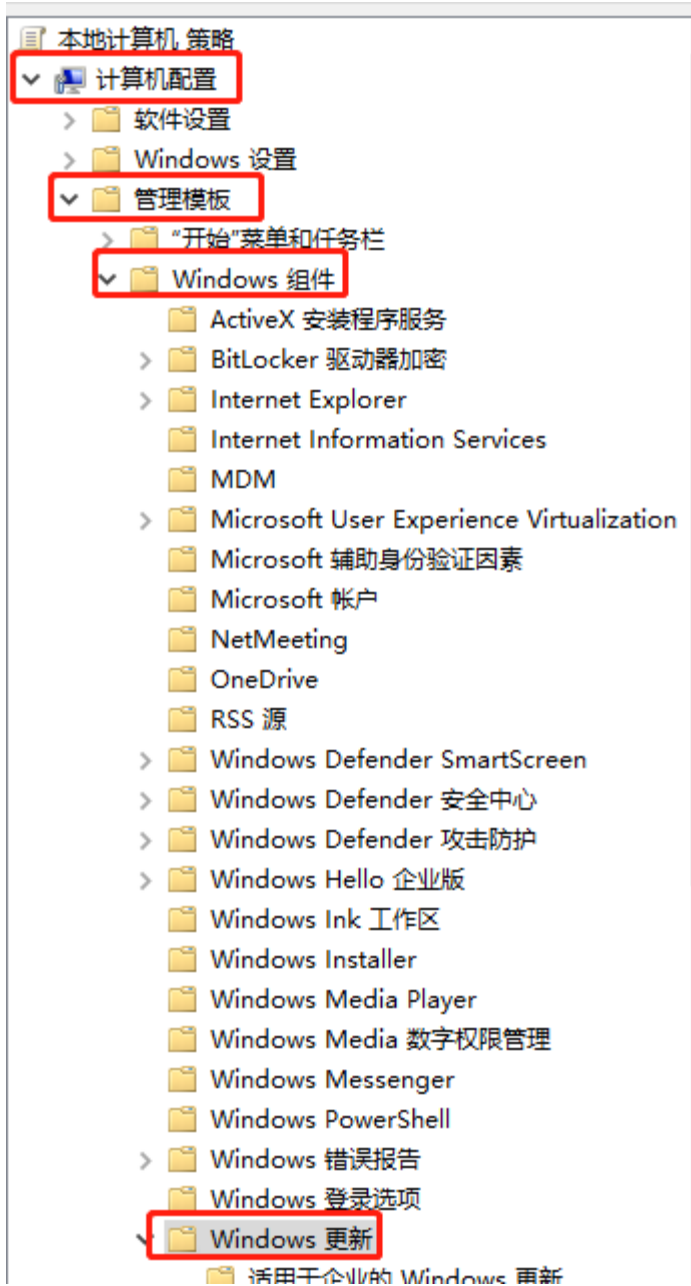 本地计算机 策略
计算机配置
软件设置
Windows 设置
管理模板
“开始”菜单和任务栏
Windows 组件
ActiveX 安装程序服务
BitLocker 驱动器加密
Internet Explorer
Internet Information Services
MDM
Microsoft User Experience Virtualization
Microsoft 辅助身份验证因素
Microsoft 帐户
NetMeeting
OneDrive
RSS 源
Windows Defender SmartScreen
Windows Defender 安全中心
Windows Defender 攻击防护
Windows Hello 企业版
Windows Ink 工作区
Windows Installer
Windows Media Player
Windows Media 数字权限管理
Windows Messenger
Windows PowerShell
Windows 错误报告
Windows 登录选项
Windows 更新
适用于企业的 Windows 更新